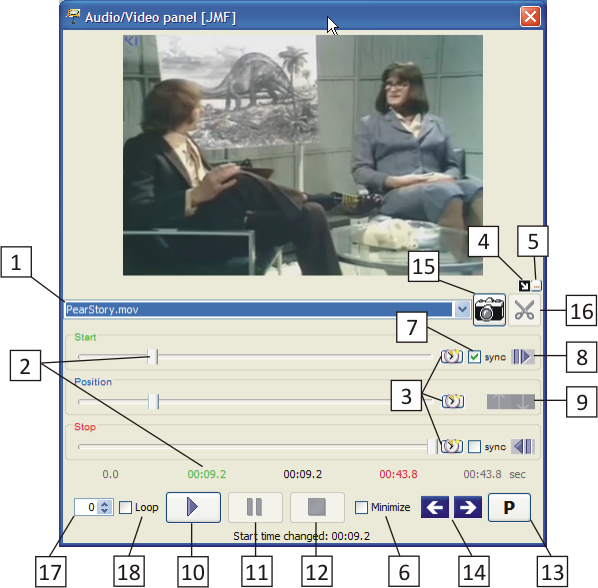 Audio/Video panel [JMF]
4
5
1
15
PearStory.mov
16
7
Start
sync
8
2
Position
3
9
Stop
sync
0.0 00:09.2 00:09.2 00:43.8 00:43.8 sec
0 Loop Minimize P
Start time changed: 00:09.2
17 18 10 11 12 6 14 13